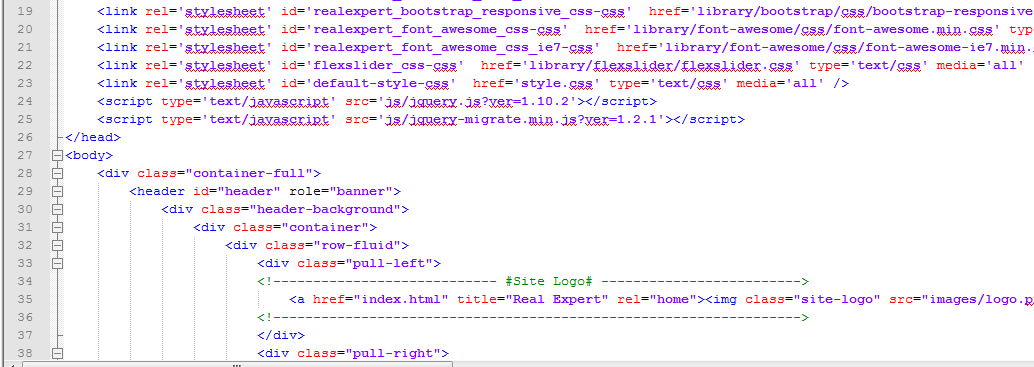 19 <link rel='stylesheet' id='realexpert_bootstrap_responsive_css-css' href='library/bootstrap/css/bootstrap-responsive
20 <link rel='stylesheet' id='realexpert_font_awesome_css-css' href='library/font-awesome/css/font-awesome.min.css' typ
21 <link rel='stylesheet' id='realexpert_font_awesome_css_ie7-css' href='library/font-awesome/css/font-awesome-ie7.min.
22 <link rel='stylesheet' id='flexslider_css-css' href='library/flexslider/flexslider.css' type='text/css' media='all'
23 <link rel='stylesheet' id='default-style-css' href='style.css' type='text/css' media='all' />
24 <script type='text/javascript' src='js/jquery.js?ver=1.10.2'></script>
25 <script type='text/javascript' src='js/jquery-migrate.min.js?ver=1.2.1'></script>
26 </head>
27 <body>
28 <div class="container-full">
29 <header id="header" role="banner">
30 <div class="header-background">
31 <div class="container">
32 <div class="row-fluid">
33 <div class="pull-left">
34 <!-------------------------- #Site Logo# ------------------------->
35 <a href="index.html" title="Real Expert" rel="home"><img class="site-logo" src="images/logo.p
36 <!---------------------------------------------------------------->
37 </div>
38 <div class="pull-right">